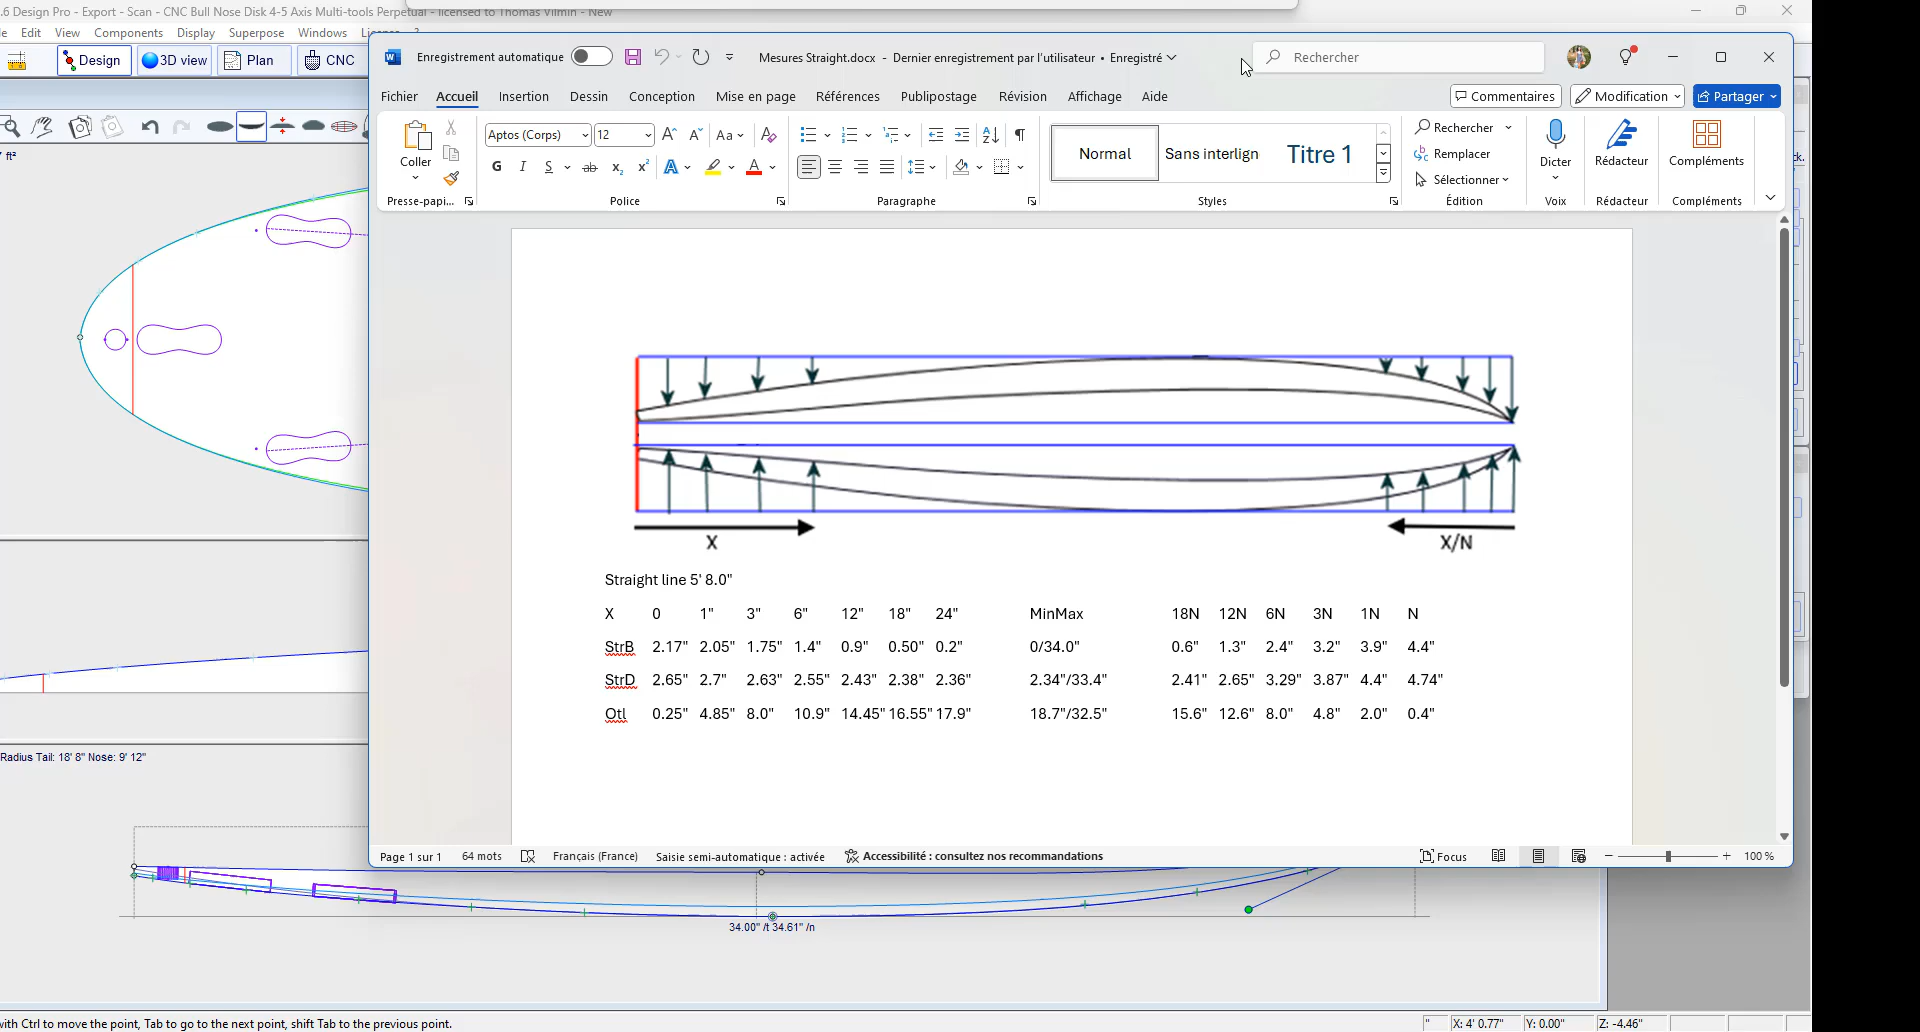 .6 Design Pro - Export - Scan - CNC Bull Nose Disk 4-5 Axis Multi-tools Perpetual - licensed to Thomas Vilmin - New
Edit View Components Display Superpose Windows
Design 3D view Plan CNC
' ft²
Enregistrement automatique Mesures Straight.docx - Dernier enregistrement par l'utilisateur • Enregistré Rechercher
Fichier Accueil Insertion Dessin Conception Mise en page Références Publipostage Révision Affichage Aide Commentaires Modification Partager
Coller Aptos (Corps) 12 Aa Normal Sans interlign Titre 1 Rechercher Remplacer Sélectionner Dicter Rédacteur Compléments
G I S ab x₂ x² A A
Presse-papi... Police Paragraphe Styles Édition Voix Rédacteur Compléments
X X/N
Straight line 5' 8.0"
X 0 1" 3" 6" 12" 18" 24" MinMax 18N 12N 6N 3N 1N N
StrB 2.17" 2.05" 1.75" 1.4" 0.9" 0.50" 0.2" 0/34.0" 0.6" 1.3" 2.4" 3.2" 3.9" 4.4"
StrD 2.65" 2.7" 2.63" 2.55" 2.43" 2.38" 2.36" 2.34"/33.4" 2.41" 2.65" 3.29" 3.87" 4.4" 4.74"
Otl 0.25" 4.85" 8.0" 10.9" 14.45" 16.55" 17.9" 18.7"/32.5" 15.6" 12.6" 8.0" 4.8" 2.0" 0.4"
Radius Tail: 18' 8" Nose: 9' 12"
Page 1 sur 1 64 mots Français (France) Saisie semi-automatique : activée Accessibilité : consultez nos recommandations Focus 100 %
34.00" /t 34.61" /n
with Ctrl to move the point, Tab to go to the next point, shift Tab to the previous point. " X: 4' 0.77" Y: 0.00" Z: -4.46"